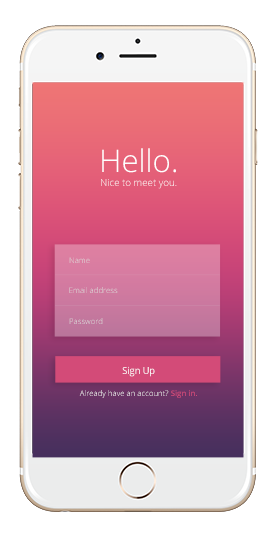 Hello.
Nice to meet you.
Name
Email address
Password
Sign Up
Already have an account? Sign in.